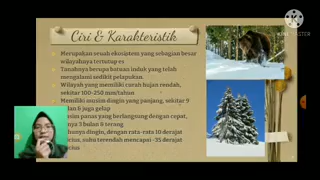 Ciri & Karakteristik
Merupakan sebuah ekosistem yang sebagian besar
wilayahnya tertutup es
Tanahnya berupa batuan induk yang telah
mengalami sedikit pelapukan.
Wilayah yang memiliki curah hujan rendah,
sekitar 100-250 mm/tahun
Memiliki musim dingin yang panjang, sekitar 9
6 juga gelap
panas yang berlangsung dengan cepat,
3 bulan & terang
dingin, dengan rata-rata 10 derajat
suhu terendah mencapai -35 derajat